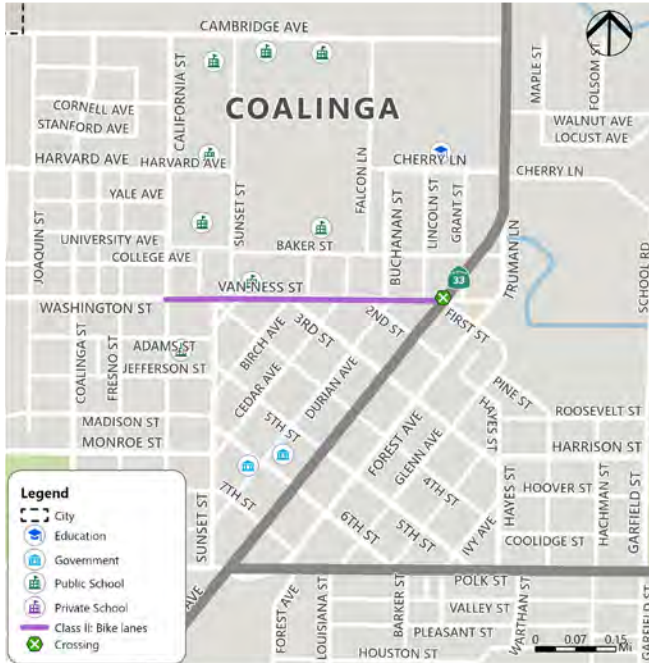 CAMBRIDGE AVE
CALIFORNIA ST
MAPLE ST
FOLSOM ST
COALINGA
CORNELL AVE
STANFORD AVE
WALNUT AVE
LOCUST AVE
HARVARD AVE
HARVARD AVE
CHERRY LN
CHERRY LN
FALCON LN
YALE AVE
SUNSET ST
BUCHANAN ST
LINCOLN ST
GRANT ST
JOAQUIN ST
UNIVERSITY AVE
BAKER ST
COLLEGE AVE
TRUMAN LN
SCHOOL RD
33
VAN NESS ST
WASHINGTON ST
2ND ST
FIRST ST
3RD ST
BIRCH AVE
ADAMS ST
JEFFERSON ST
COALINGA ST
FRESNO ST
CEDAR AVE
DURIAN AVE
PINE ST
HAYES ST
ROOSEVELT ST
MADISON ST
MONROE ST
5TH ST
FOREST AVE
GLENN AVE
HARRISON ST
4TH ST
HAYES ST
HOOVER ST
HACHMAN ST
GARFIELD ST
7TH ST
SUNSET ST
6TH ST
5TH ST
IVY AVE
COOLIDGE ST
Legend
City
Education
Government
Public School
Private School
Class II: Bike lanes
Crossing
AVE
FOREST AVE
LOUISIANA ST
BARKER ST
POLK ST
VALLEY ST
PLEASANT ST
WARTHAN ST
GARFIELD ST
HOUSTON ST
0 0.07 0.15
Mi